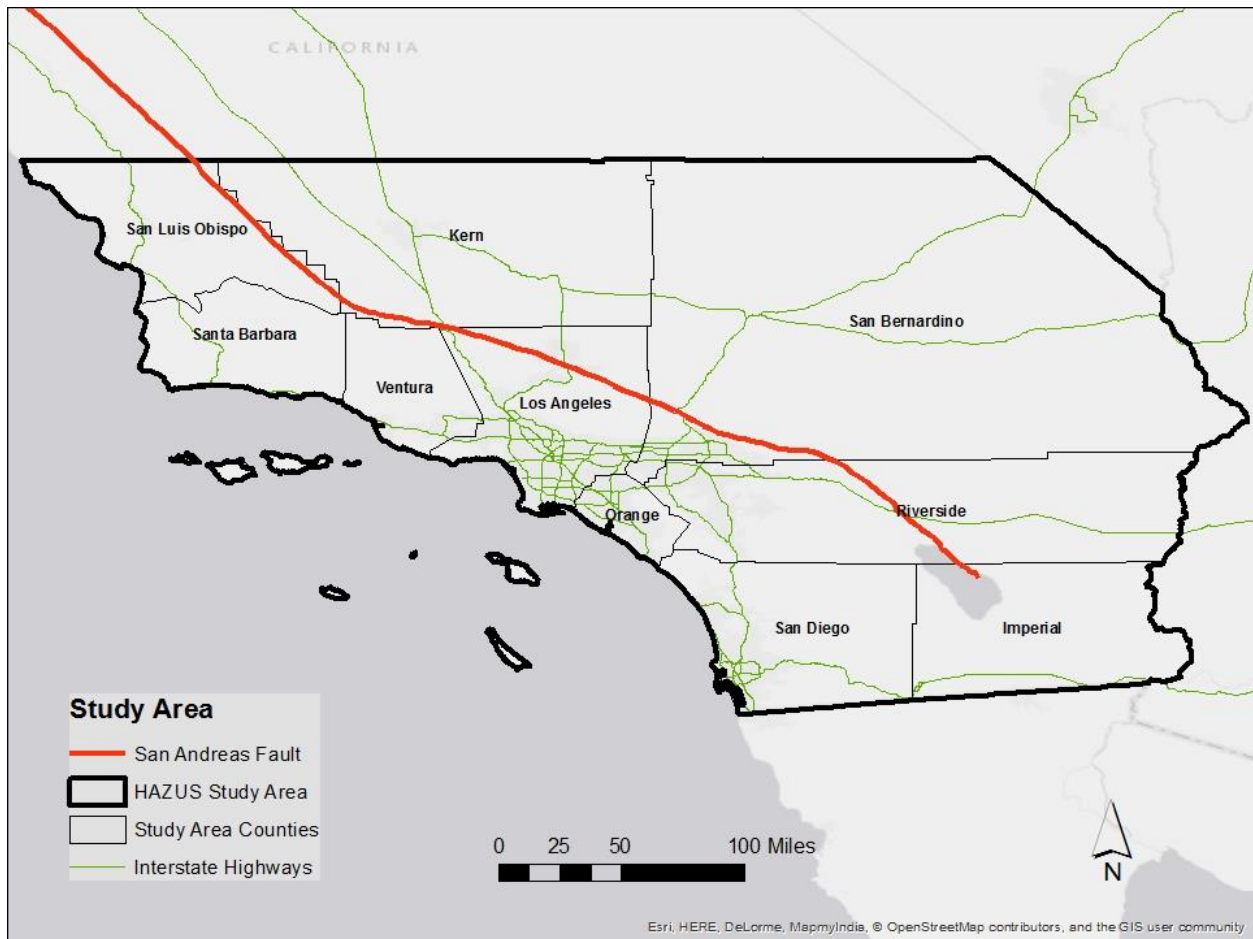 CALIFORNIA
San Luis Obispo
Kern
Santa Barbara
San Bernardino
Ventura
Los Angeles
Orange
Riverside
San Diego
Imperial
Study Area
San Andreas Fault
HAZUS Study Area
Study Area Counties
Interstate Highways
0 25 50 100 Miles
N
Esri, HERE, DeLorme, MapmyIndia, © OpenStreetMap contributors, and the GIS user community